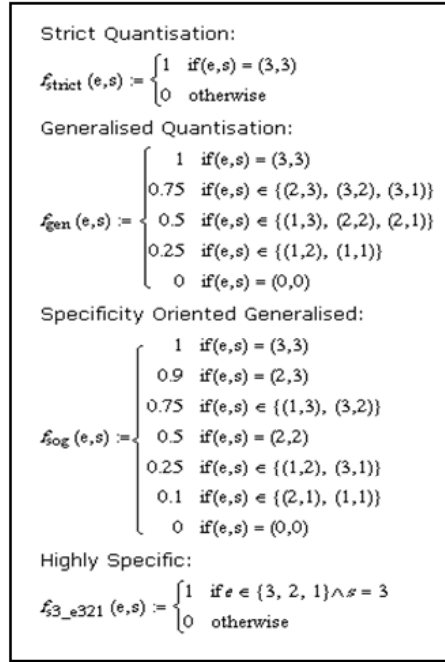 Strict Quantisation:
f_strict (e,s) := { 1 if(e,s) = (3,3)
0 otherwise
Generalised Quantisation:
f_gen (e,s) := { 1 if(e,s) = (3,3)
0.75 if(e,s) ∈ {(2,3), (3,2), (3,1)}
0.5 if(e,s) ∈ {(1,3), (2,2), (2,1)}
0.25 if(e,s) ∈ {(1,2), (1,1)}
0 if(e,s) = (0,0)
Specificity Oriented Generalised:
f_sog (e,s) := { 1 if(e,s) = (3,3)
0.9 if(e,s) = (2,3)
0.75 if(e,s) ∈ {(1,3), (3,2)}
0.5 if(e,s) = (2,2)
0.25 if(e,s) ∈ {(1,2), (3,1)}
0.1 if(e,s) ∈ {(2,1), (1,1)}
0 if(e,s) = (0,0)
Highly Specific:
f_s3_e321 (e,s) := { 1 if e ∈ {3, 2, 1}∧s = 3
0 otherwise